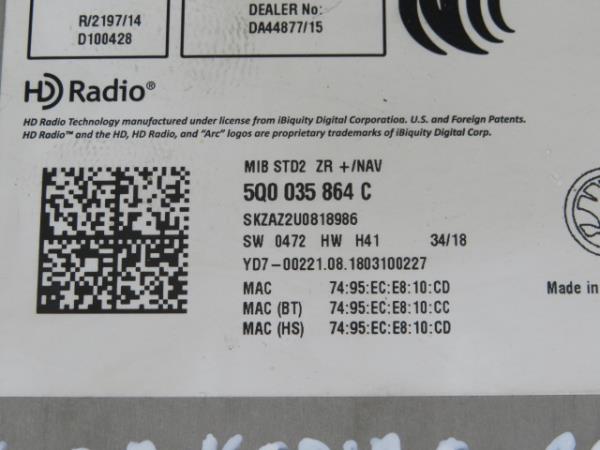 R/2197/14
D100428
DEALER No:
DA44877/15
HD Radio®
HD Radio Technology manufactured under license from iBiquity Digital Corporation. U.S. and Foreign Patents.
HD Radio™ and the HD, HD Radio, and “Arc” logos are proprietary trademarks of iBiquity Digital Corp.
MIB STD2 ZR +/NAV
5Q0 035 864 C
SKZAZ2U0818986
SW 0472 HW H41 34/18
YD7-00221.08.1803100227
MAC 74:95:EC:E8:10:CD
MAC (BT) 74:95:EC:E8:10:CC
MAC (HS) 74:95:EC:E8:10:CD
Made in